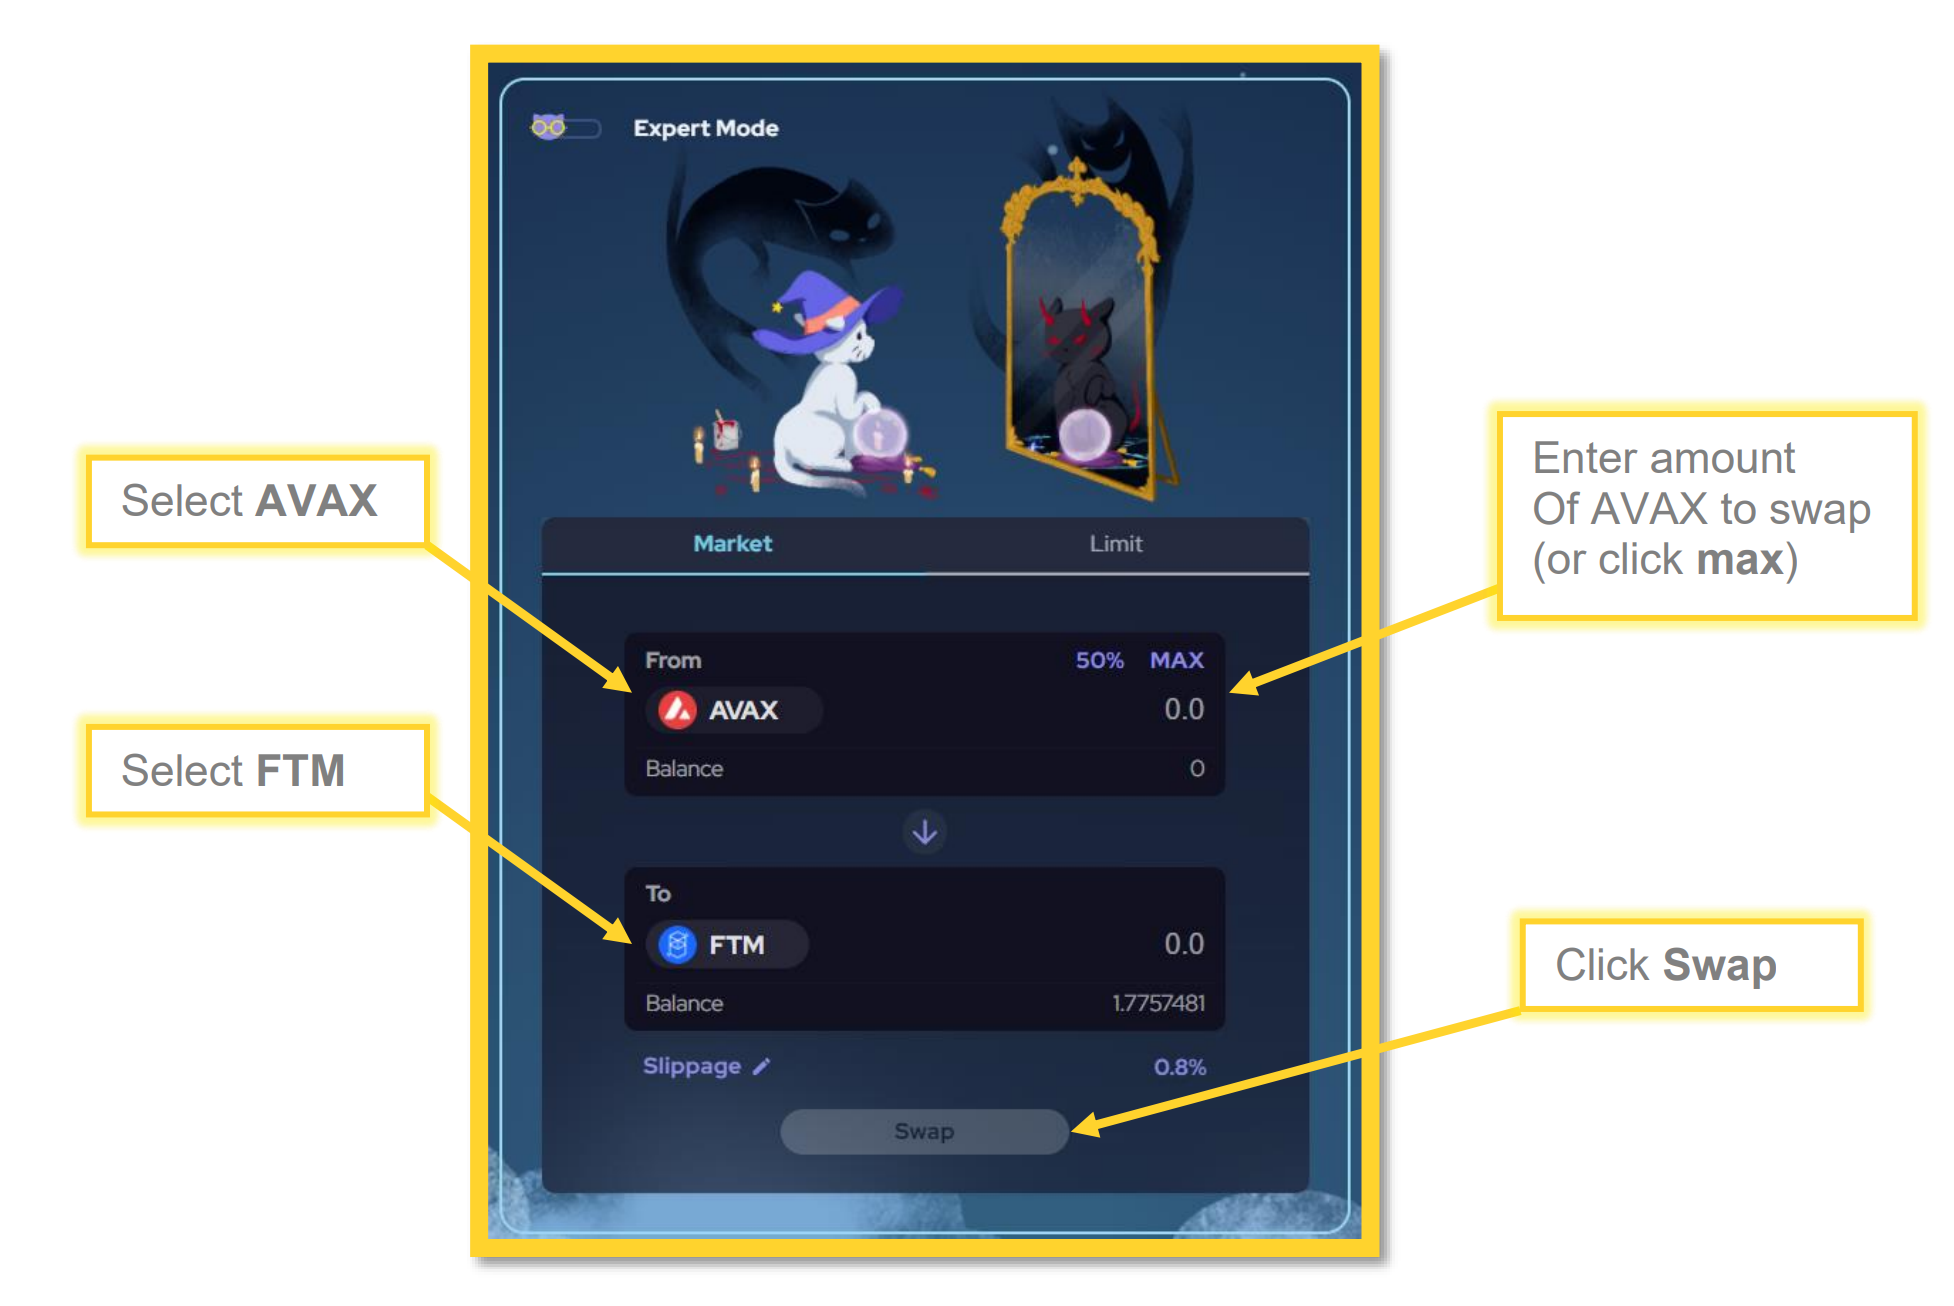 Expert Mode
Select AVAX
Enter amount
Of AVAX to swap
(or click max)
Market Limit
From 50% MAX
AVAX 0.0
Balance 0
Select FTM
To
FTM 0.0
Balance 1.7757481
Slippage 0.8%
Swap
Click Swap